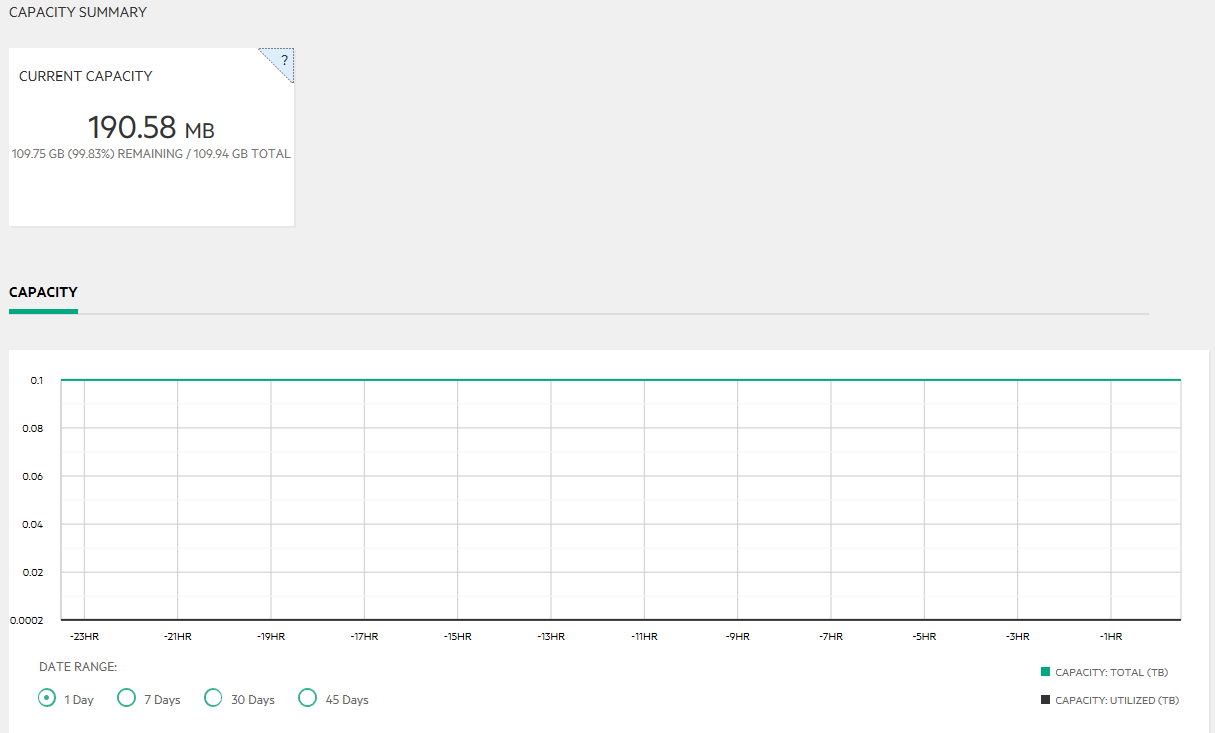 CAPACITY SUMMARY
?
CURRENT CAPACITY
190.58 MB
109.75 GB (99.83%) REMAINING / 109.94 GB TOTAL
CAPACITY
0.1
0.08
0.06
0.04
0.02
0.0002
-23HR -21HR -19HR -17HR -15HR -13HR -11HR -9HR -7HR -5HR -3HR -1HR
DATE RANGE:
1 Day 7 Days 30 Days 45 Days
CAPACITY: TOTAL (TB)
CAPACITY: UTILIZED (TB)